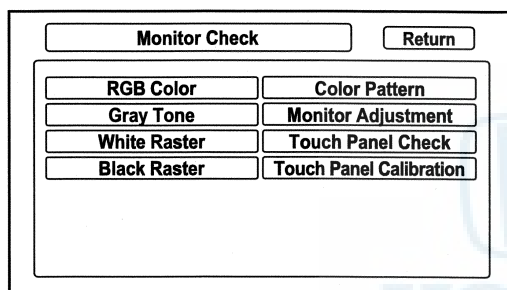 Monitor Check
Return
RGB Color
Color Pattern
Gray Tone
Monitor Adjustment
White Raster
Touch Panel Check
Black Raster
Touch Panel Calibration